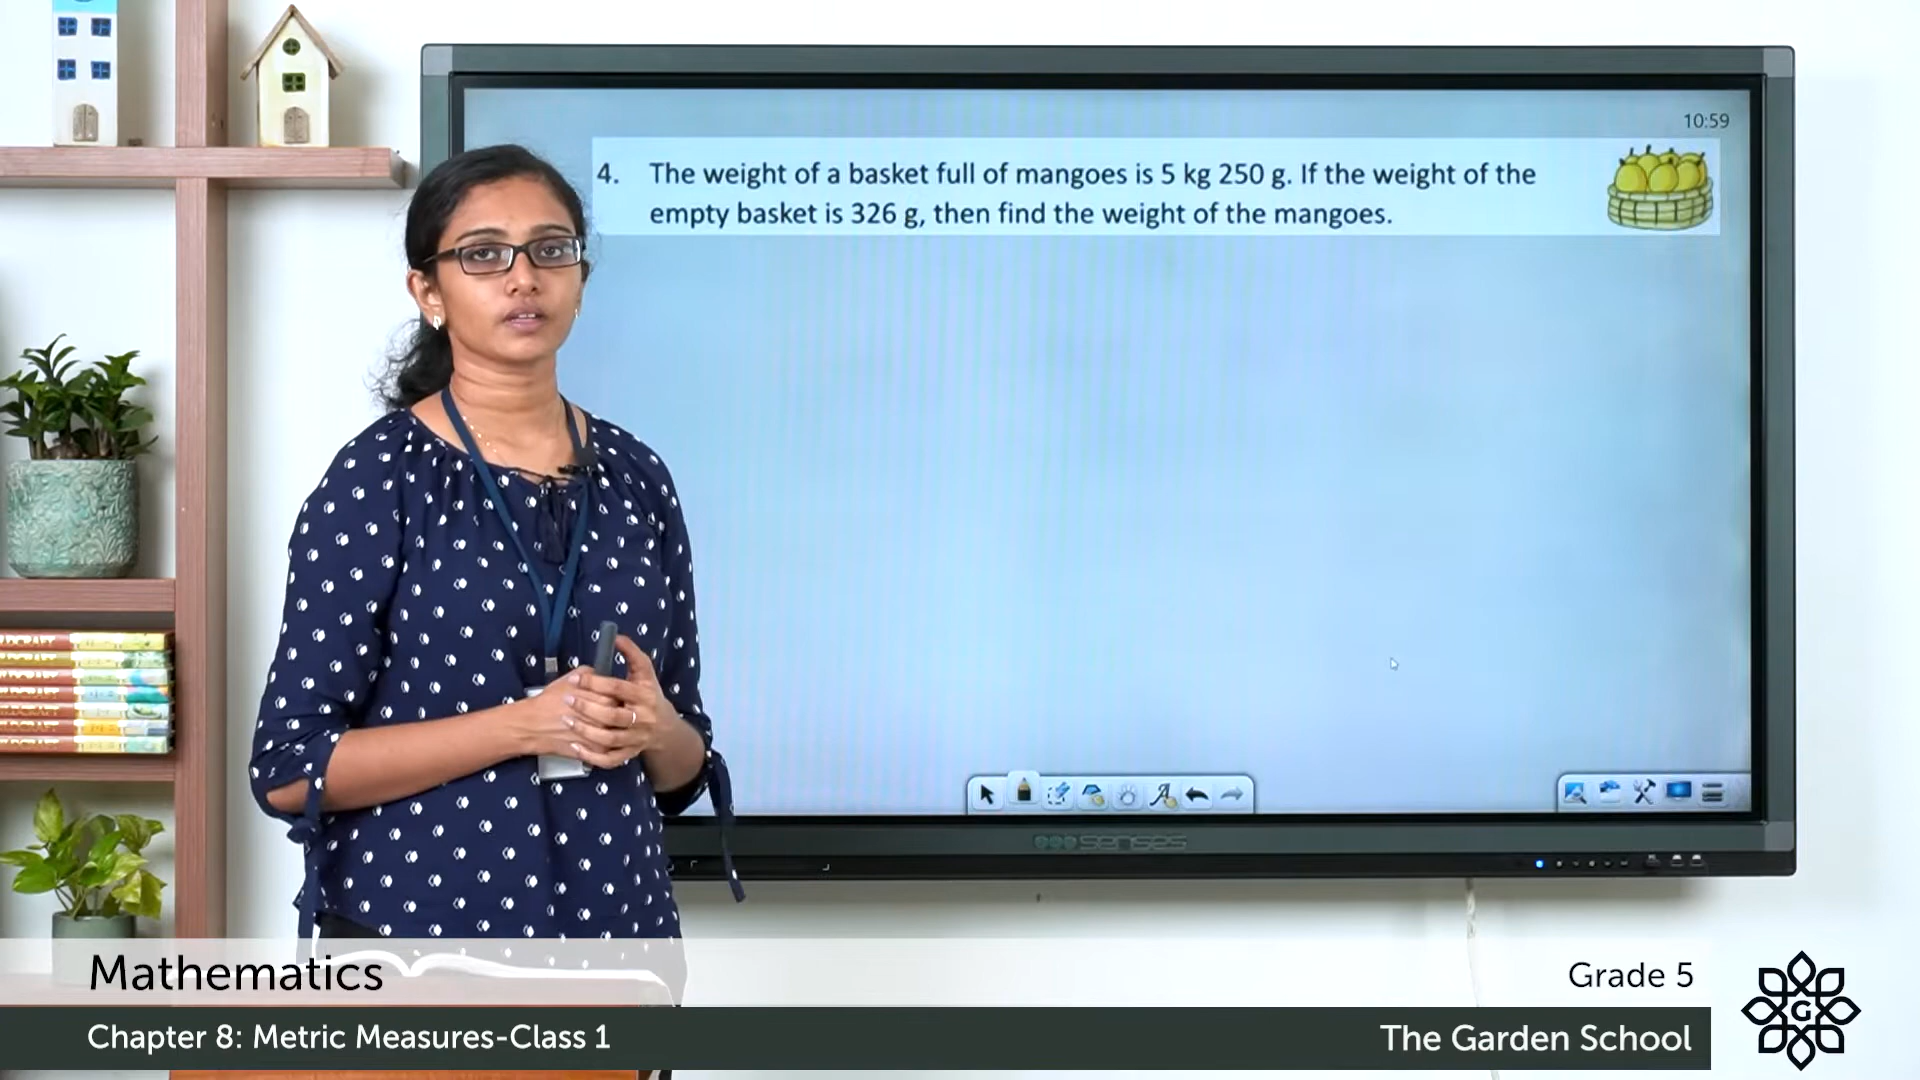 10:59
4. The weight of a basket full of mangoes is 5 kg 250 g. If the weight of the
empty basket is 326 g, then find the weight of the mangoes.
senses
Mathematics
Grade 5
Chapter 8: Metric Measures-Class 1
The Garden School
G